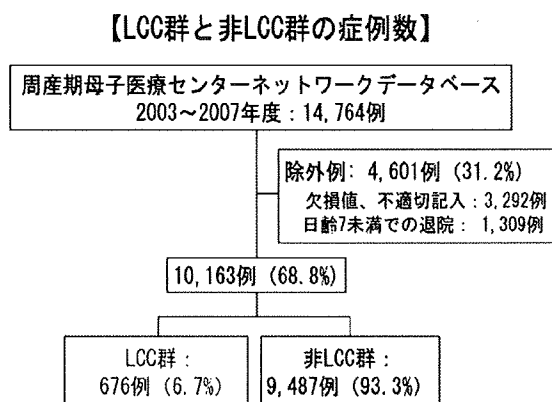 【LCC群と非LCC群の症例数】
周産期母子医療センターネットワークデータベース
2003～2007年度：14,764例
除外例: 4,601例 (31.2%)
欠損値、不適切記入：3,292例
日齢7未満での退院： 1,309例
10,163例 (68.8%)
LCC群：
676例 (6.7%)
非LCC群：
9,487例 (93.3%)